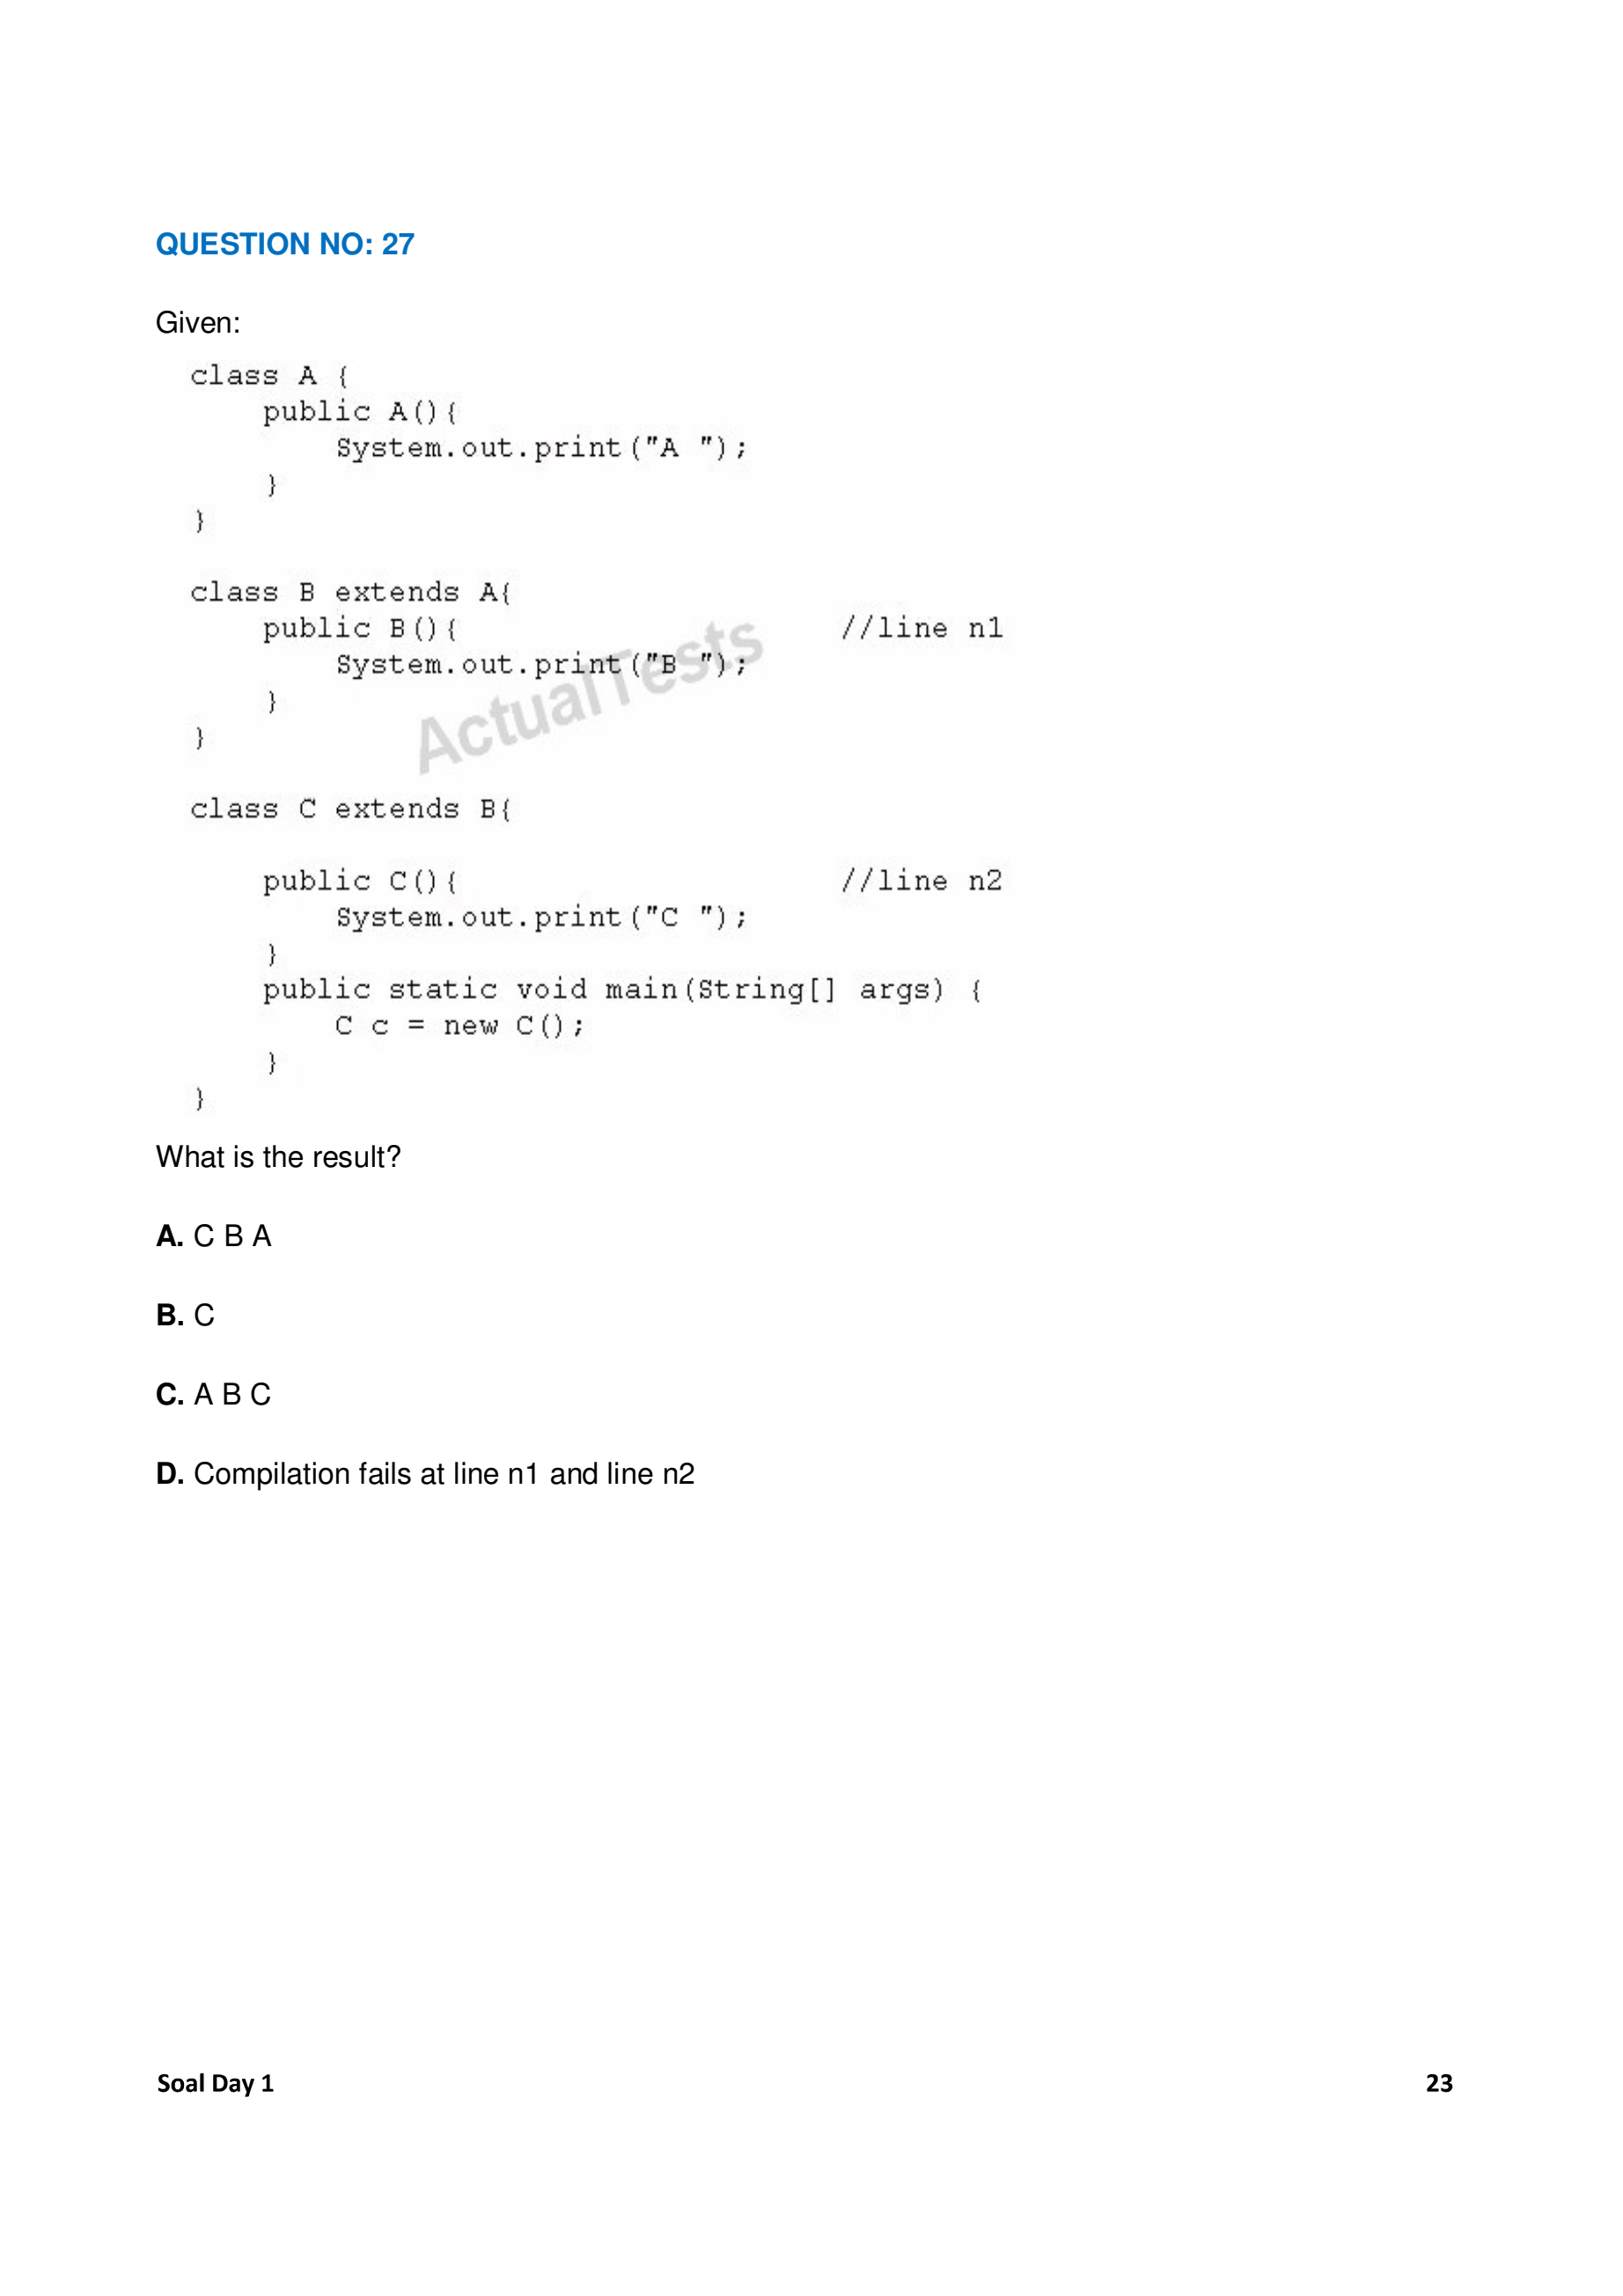 QUESTION NO: 27
Given:
class A {
public A(){
System.out.print("A ");
}
}
class B extends A{
public B(){ //line n1
System.out.print("B ");
}
}
ActualTests
class C extends B{
public C(){ //line n2
System.out.print("C ");
}
public static void main(String[] args) {
C c = new C();
}
}
What is the result?
A. C B A
B. C
C. A B C
D. Compilation fails at line n1 and line n2
Soal Day 1 23